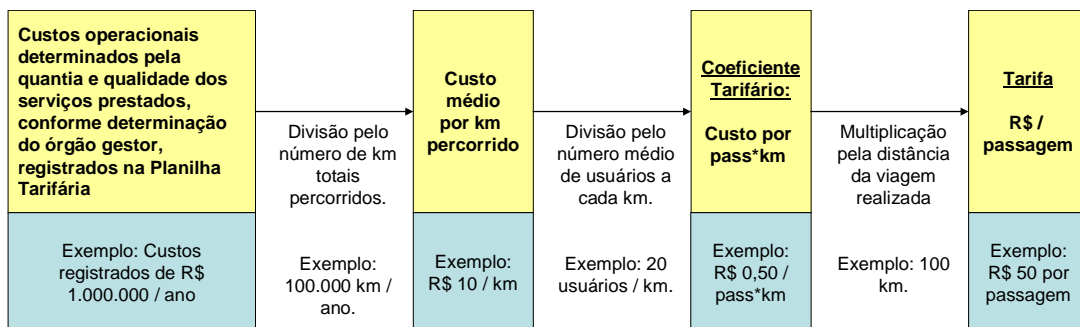 Custos operacionais
determinados pela
quantia e qualidade dos
serviços prestados,
conforme determinação
do órgão gestor,
registrados na Planilha
Tarifária
Divisão pelo
número de km
totais
percorridos.
Custo
médio
por km
percorrido
Divisão pelo
número médio
de usuários a
cada km.
Coeficiente
Tarifário:
Custo por
pass*km
Multiplicação
pela distância
da viagem
realizada
Tarifa
R$ /
passagem
Exemplo: Custos
registrados de R$
1.000.000 / ano
Exemplo:
100.000 km /
ano.
Exemplo:
R$ 10 / km
Exemplo: 20
usuários / km.
Exemplo:
R$ 0,50 /
pass*km
Exemplo: 100
km.
Exemplo:
R$ 50 por
passagem